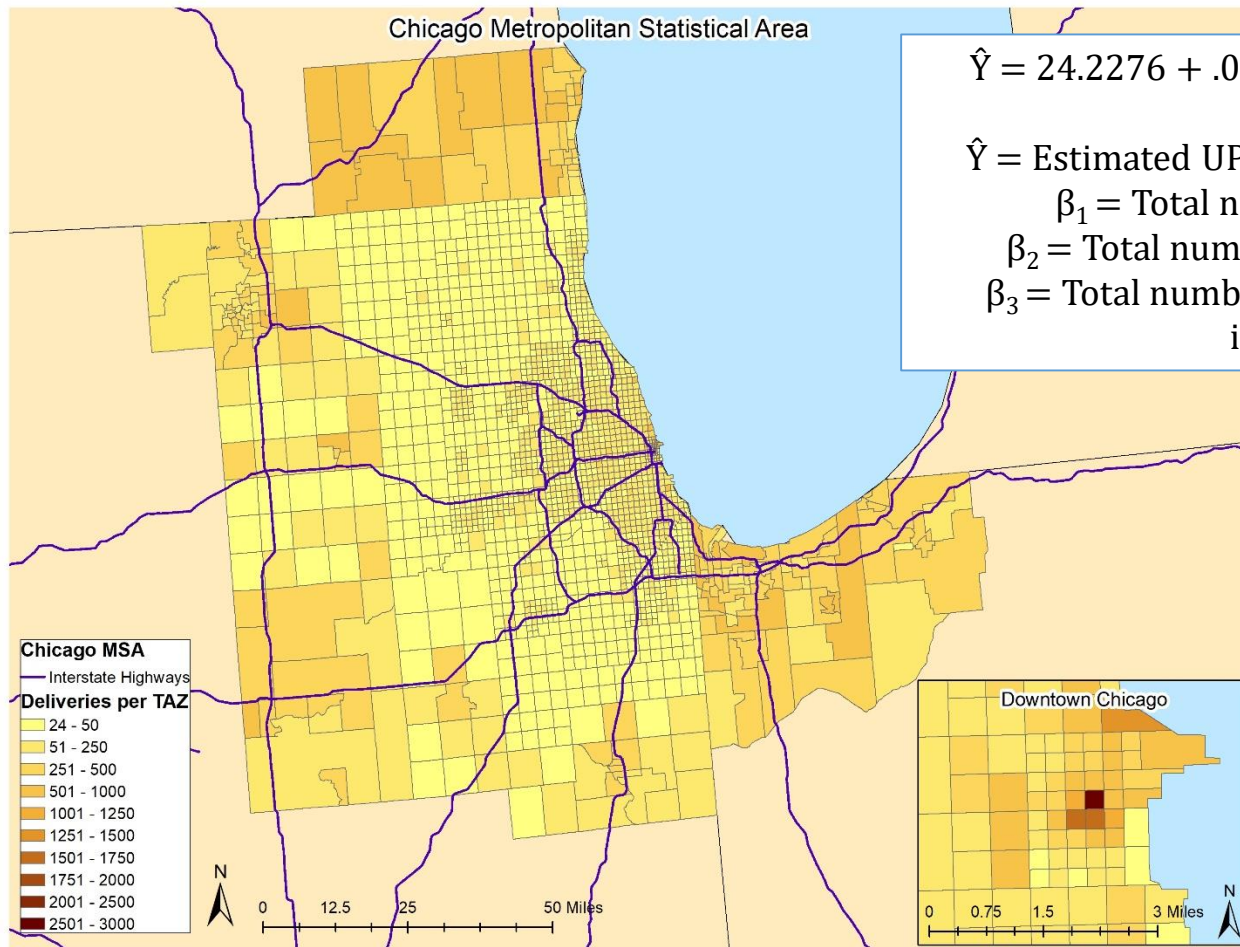 Chicago Metropolitan Statistical Area
Ŷ = 24.2276 + .0
Ŷ = Estimated UP
β₁ = Total n
β₂ = Total num
β₃ = Total numb
i
Chicago MSA
Interstate Highways
Deliveries per TAZ
24 - 50
51 - 250
251 - 500
501 - 1000
1001 - 1250
1251 - 1500
1501 - 1750
1751 - 2000
2001 - 2500
2501 - 3000
N
0 12.5 25 50 Miles
Downtown Chicago
0 0.75 1.5 3 Miles
N